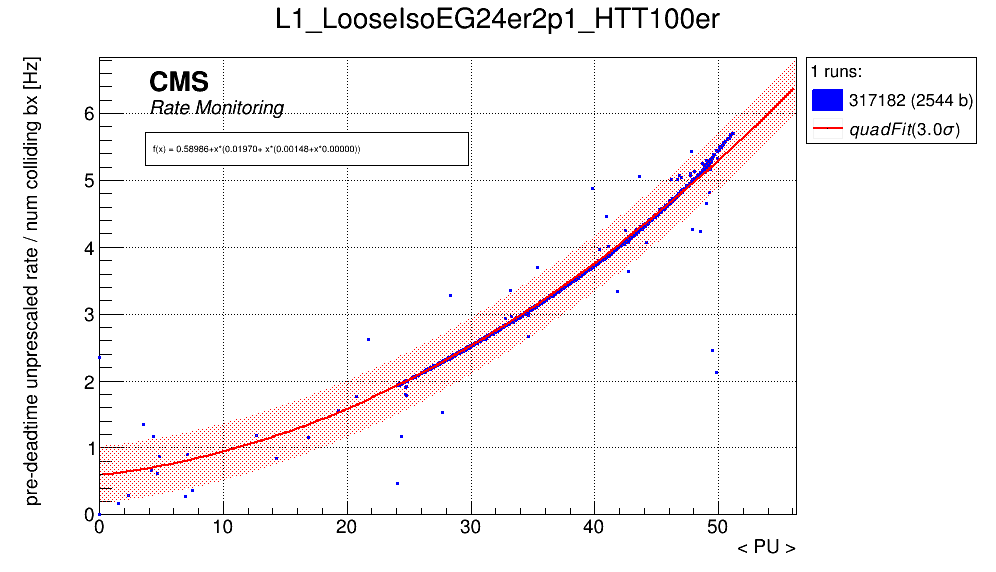 L1_LooseIsoEG24er2p1_HTT100er
pre-deadtime unprescaled rate / num colliding bx [Hz]
CMS
Rate Monitoring
f(x) = 0.58986+x*(0.01970+ x*(0.00148+x*0.00000))
1 runs:
317182 (2544 b)
quadFit(3.0σ)
6
5
4
3
2
1
0
0 10 20 30 40 50
< PU >